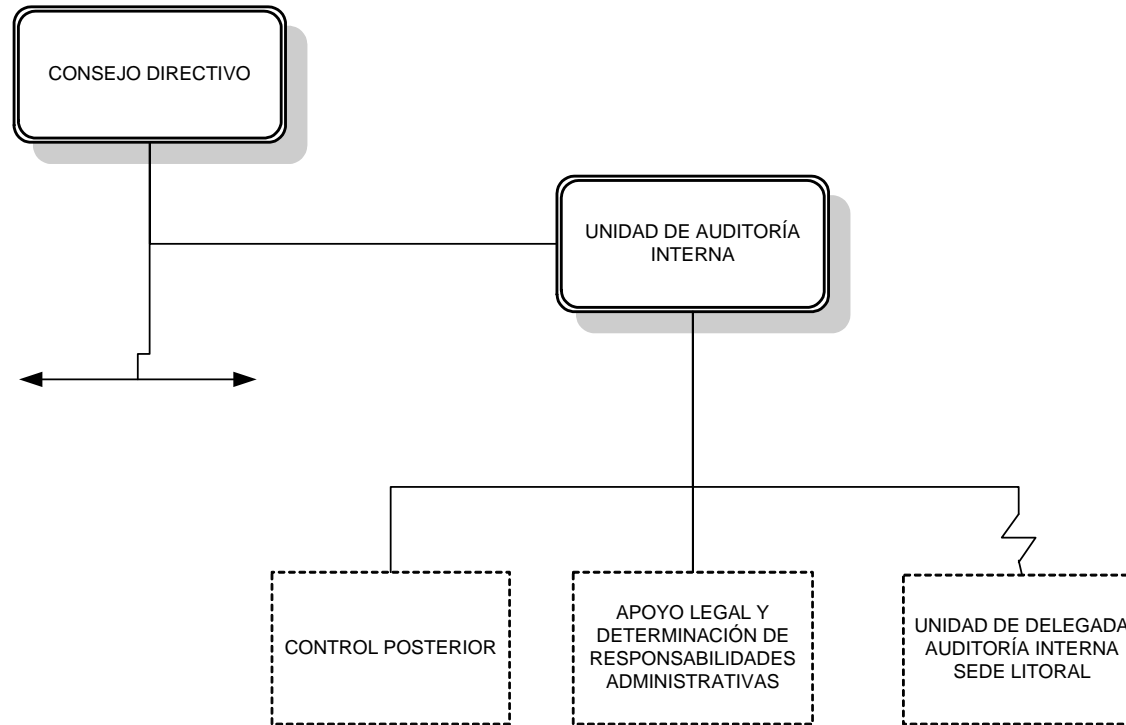 CONSEJO DIRECTIVO
UNIDAD DE AUDITORÍA
INTERNA
CONTROL POSTERIOR
APOYO LEGAL Y
DETERMINACIÓN DE
RESPONSABILIDADES
ADMINISTRATIVAS
UNIDAD DE DELEGADA
AUDITORÍA INTERNA
SEDE LITORAL